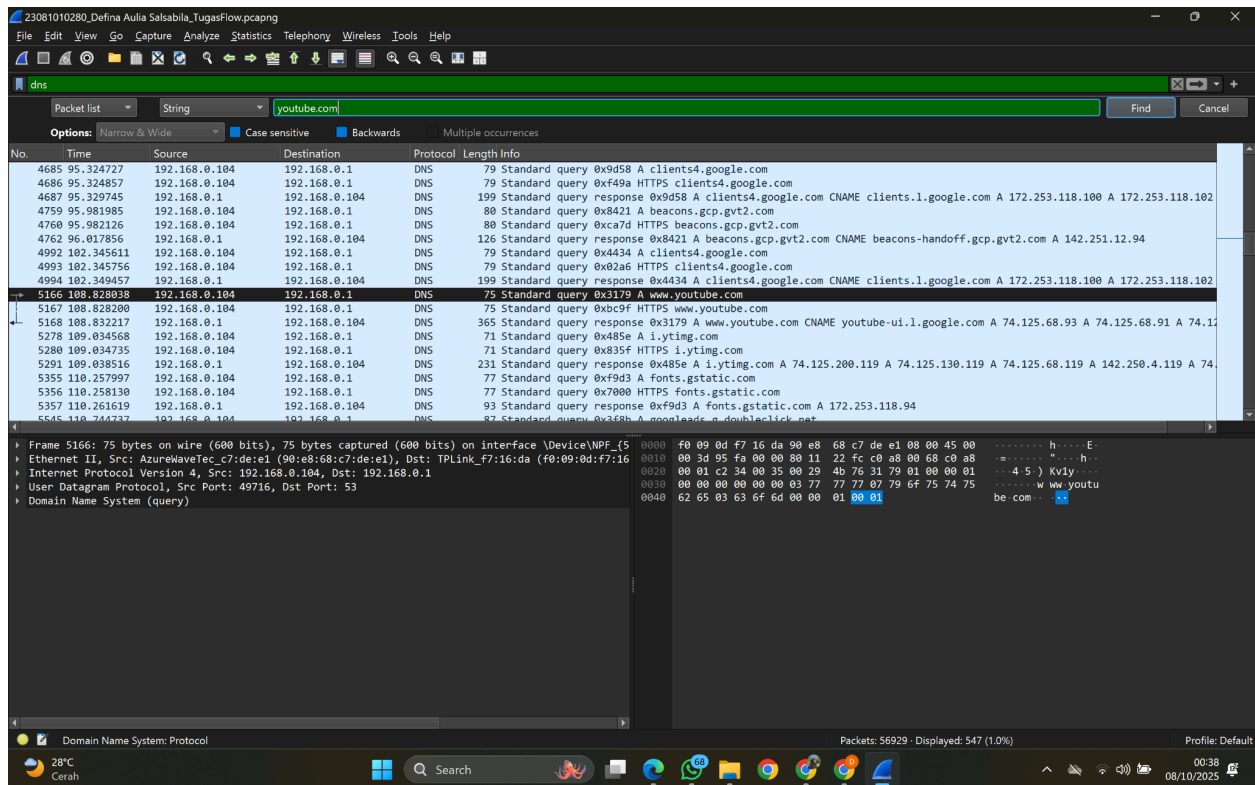 23081010280_Defina Aulia Salsabila_TugasFlow.pcapng
File Edit View Go Capture Analyze Statistics Telephony Wireless Tools Help
dns
Packet list String youtube.com Find Cancel
Options: Narrow & Wide Case sensitive Backwards Multiple occurrences
No. Time Source Destination Protocol Length Info
4685 95.324727 192.168.0.104 192.168.0.1 DNS 79 Standard query 0x9d58 A clients4.google.com
4686 95.324857 192.168.0.104 192.168.0.1 DNS 79 Standard query 0xf49a HTTPS clients4.google.com
4687 95.329745 192.168.0.1 192.168.0.104 DNS 199 Standard query response 0x9d58 A clients4.google.com CNAME clients.l.google.com A 172.253.118.100 A 172.253.118.102
4759 95.981985 192.168.0.104 192.168.0.1 DNS 80 Standard query 0x8421 A beacons.gcp.gvt2.com
4760 95.982126 192.168.0.104 192.168.0.1 DNS 80 Standard query 0xca7d HTTPS beacons.gcp.gvt2.com
4762 96.017856 192.168.0.1 192.168.0.104 DNS 126 Standard query response 0x8421 A beacons.gcp.gvt2.com CNAME beacons-handoff.gcp.gvt2.com A 142.251.12.94
4992 102.345611 192.168.0.104 192.168.0.1 DNS 79 Standard query 0x4434 A clients4.google.com
4993 102.345756 192.168.0.104 192.168.0.1 DNS 79 Standard query 0x02a6 HTTPS clients4.google.com
4994 102.349457 192.168.0.1 192.168.0.104 DNS 199 Standard query response 0x4434 A clients4.google.com CNAME clients.l.google.com A 172.253.118.100 A 172.253.118.102
5166 108.828038 192.168.0.104 192.168.0.1 DNS 75 Standard query 0x3179 A www.youtube.com
5167 108.828200 192.168.0.104 192.168.0.1 DNS 75 Standard query 0xbc9f HTTPS www.youtube.com
5168 108.832217 192.168.0.1 192.168.0.104 DNS 365 Standard query response 0x3179 A www.youtube.com CNAME youtube-ui.l.google.com A 74.125.68.93 A 74.125.68.91 A 74.12
5278 109.034568 192.168.0.104 192.168.0.1 DNS 71 Standard query 0x485e A i.ytimg.com
5280 109.034735 192.168.0.104 192.168.0.1 DNS 71 Standard query 0x835f HTTPS i.ytimg.com
5291 109.038516 192.168.0.1 192.168.0.104 DNS 231 Standard query response 0x485e A i.ytimg.com A 74.125.200.119 A 74.125.130.119 A 74.125.68.119 A 142.250.4.119 A 74.
5355 110.257997 192.168.0.104 192.168.0.1 DNS 77 Standard query 0xf9d3 A fonts.gstatic.com
5356 110.258130 192.168.0.104 192.168.0.1 DNS 77 Standard query 0x7000 HTTPS fonts.gstatic.com
5357 110.261619 192.168.0.1 192.168.0.104 DNS 93 Standard query response 0xf9d3 A fonts.gstatic.com A 172.253.118.94
5545 110.744737 192.168.0.104 192.168.0.1 DNS 87 Standard query 0x3f8b A googleads.g.doubleclick.net
Frame 5166: 75 bytes on wire (600 bits), 75 bytes captured (600 bits) on interface \Device\NPF_{5
Ethernet II, Src: AzureWaveTec_c7:de:e1 (90:e8:68:c7:de:e1), Dst: TPLink_f7:16:da (f0:09:0d:f7:16
Internet Protocol Version 4, Src: 192.168.0.104, Dst: 192.168.0.1
User Datagram Protocol, Src Port: 49716, Dst Port: 53
Domain Name System (query)
0000 f0 09 0d f7 16 da 90 e8 68 c7 de e1 08 00 45 00 ········ h·····E·
0010 00 3d 95 fa 00 00 80 11 22 fc c0 a8 00 68 c0 a8 ·=······ "····h··
0020 00 01 c2 34 00 35 00 29 4b 76 31 79 01 00 00 01 ···4·5·) Kv1y····
0030 00 00 00 00 00 00 03 77 77 77 07 79 6f 75 74 75 ·······w ww·youtu
0040 62 65 03 63 6f 6d 00 00 01 00 01 be·com·· ···
Domain Name System: Protocol
Packets: 56929 · Displayed: 547 (1.0%)
Profile: Default
28°C
Cerah
Search
68
00:38
08/10/2025